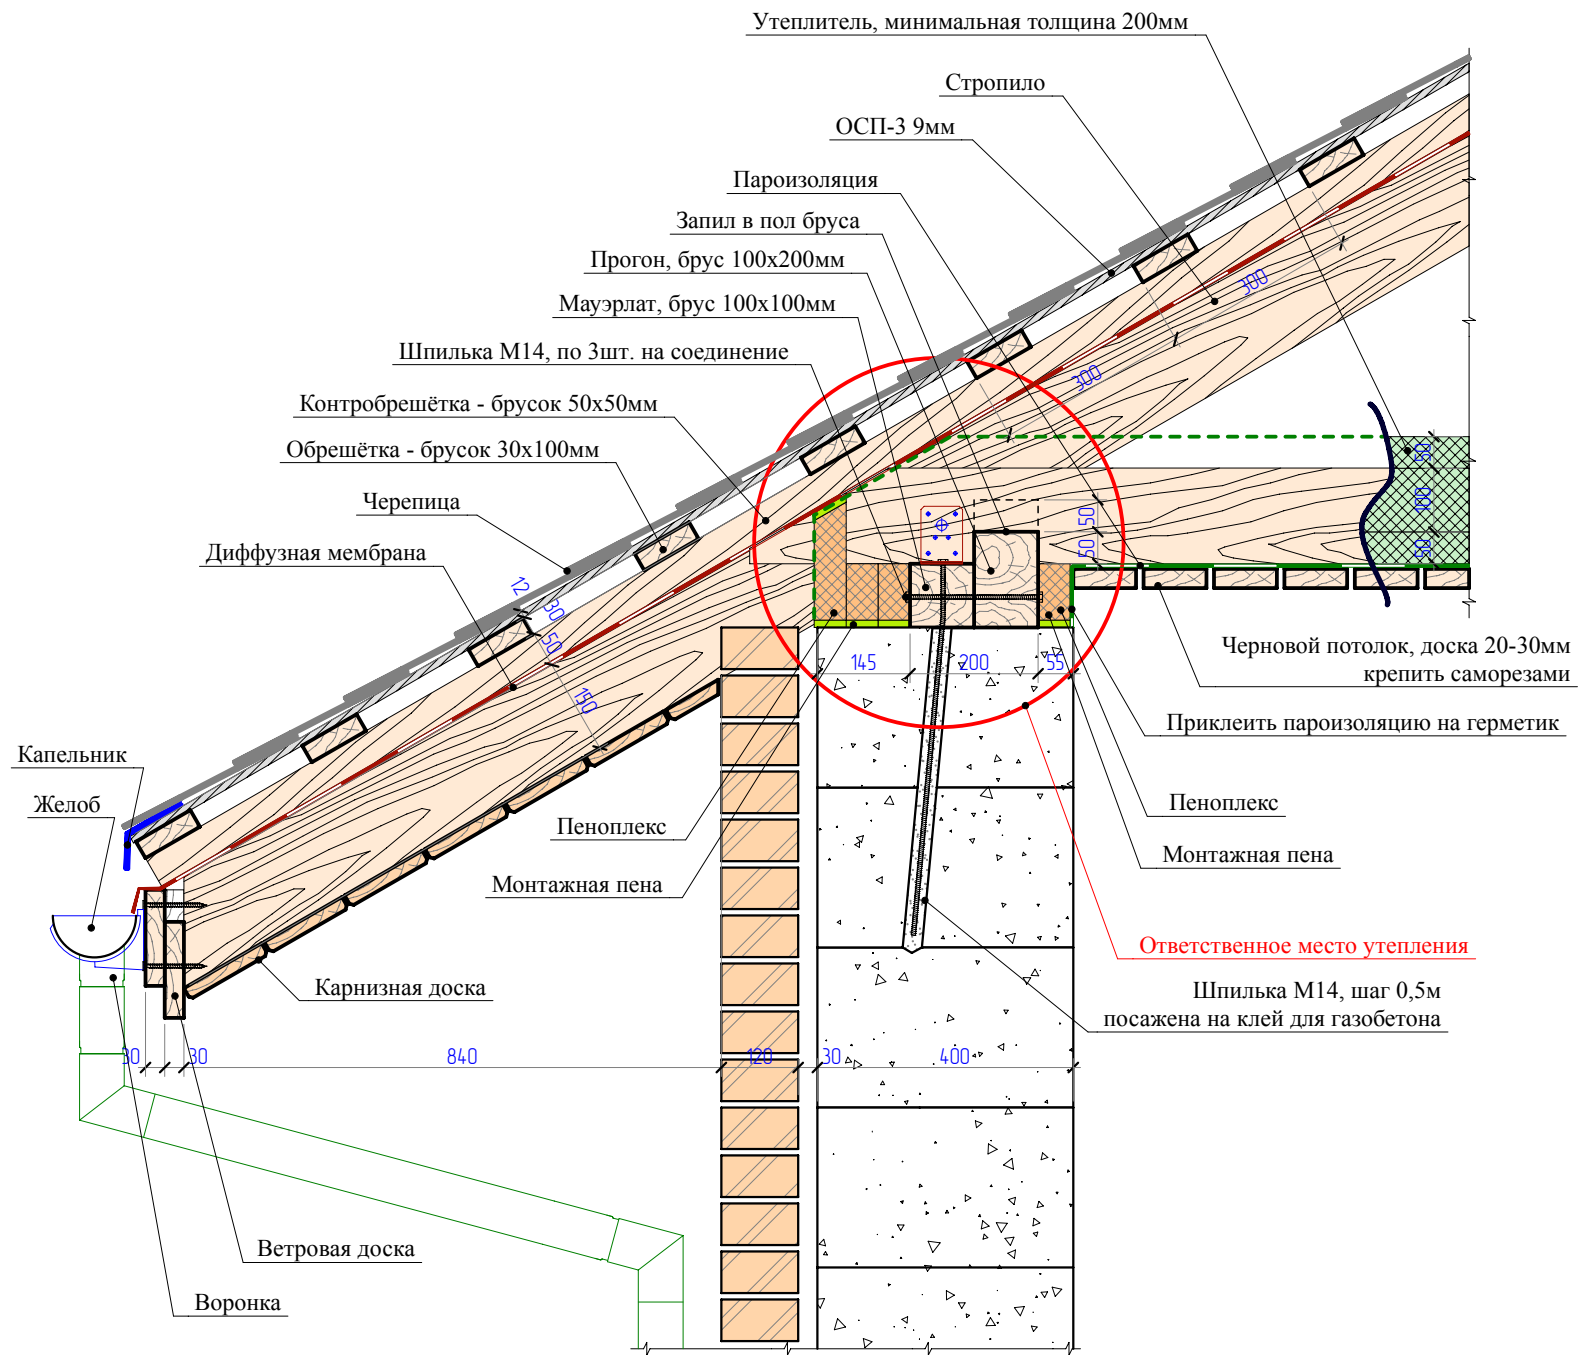 Утеплитель, минимальная толщина 200мм
Стропило
ОСП-3 9мм
Пароизоляция
Запил в пол бруса
Прогон, брус 100х200мм
Мауэрлат, брус 100х100мм
Шпилька М14, по 3шт. на соединение
Контробрешётка - брусок 50х50мм
Обрешётка - брусок 30х100мм
Черепица
Диффузная мембрана
300
300
50
100
50
50
50
12
30
50
150
145
200
55
Черновой потолок, доска 20-30мм
крепить саморезами
Приклеить пароизоляцию на герметик
Капельник
Желоб
Пеноплекс
Пеноплекс
Монтажная пена
Монтажная пена
Ответственное место утепления
Карнизная доска
Шпилька М14, шаг 0,5м
посажена на клей для газобетона
30
30
840
120
30
400
Ветровая доска
Воронка